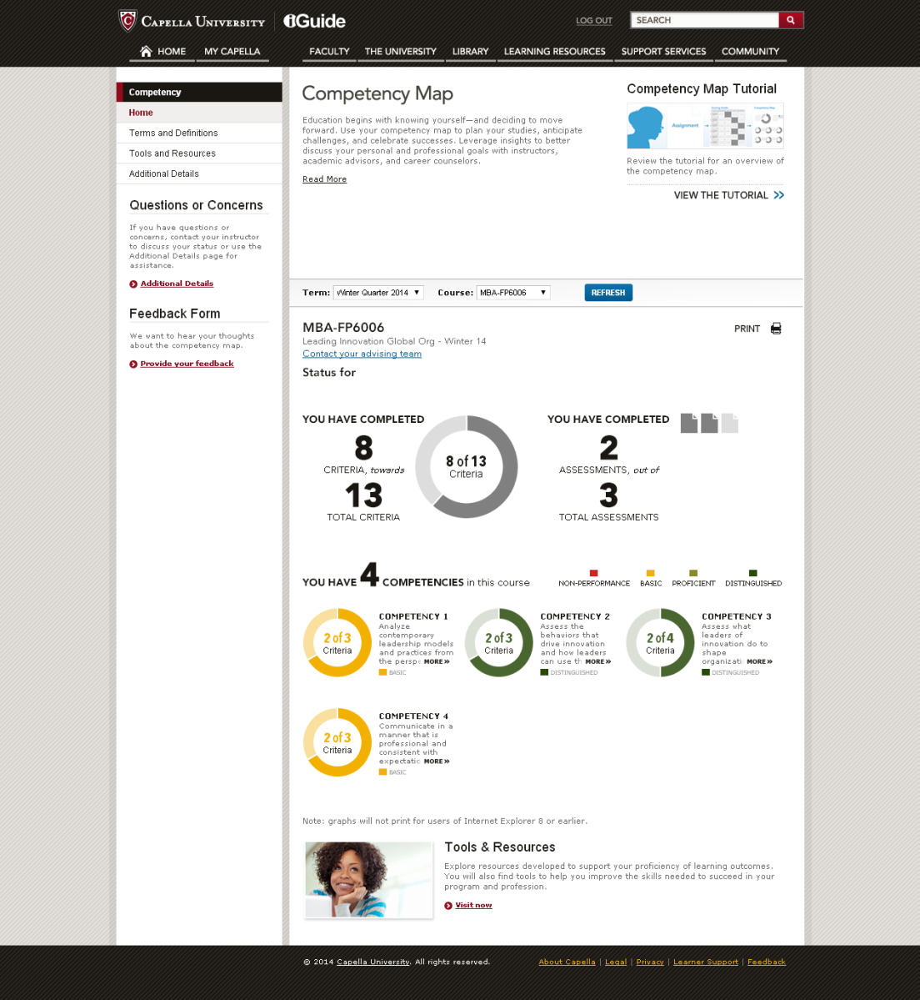 CAPELLA UNIVERSITY
iGuide
LOG OUT
SEARCH
HOME
MY CAPELLA
FACULTY
THE UNIVERSITY
LIBRARY
LEARNING RESOURCES
SUPPORT SERVICES
COMMUNITY
Competency
Home
Terms and Definitions
Tools and Resources
Additional Details
Questions or Concerns
If you have questions or
concerns, contact your instructor
to discuss your status or use the
Additional Details page for
assistance.
Additional Details
Feedback Form
We want to hear your thoughts
about the competency map.
Provide your feedback
Competency Map
Education begins with knowing yourself—and deciding to move
forward. Use your competency map to plan your studies, anticipate
challenges, and celebrate successes. Leverage insights to better
discuss your personal and professional goals with instructors,
academic advisors, and career counselors.
Read More
Competency Map Tutorial
Assignment
Competency Map
Review the tutorial for an overview of
the competency map.
VIEW THE TUTORIAL
Term: Winter Quarter 2014
Course: MBA-FP6006
REFRESH
MBA-FP6006
PRINT
Leading Innovation Global Org - Winter 14
Contact your advising team
Status for
YOU HAVE COMPLETED
8
CRITERIA, towards
13
TOTAL CRITERIA
8 of 13
Criteria
YOU HAVE COMPLETED
2
ASSESSMENTS, out of
3
TOTAL ASSESSMENTS
YOU HAVE 4 COMPETENCIES in this course
NON-PERFORMANCE
BASIC
PROFICIENT
DISTINGUISHED
2 of 3
Criteria
COMPETENCY 1
Analyze
contemporary
leadership models
and practices from
the perspe MORE »
BASIC
2 of 3
Criteria
COMPETENCY 2
Assess the
behaviors that
drive innovation
and how leaders
can use th MORE »
DISTINGUISHED
2 of 4
Criteria
COMPETENCY 3
Assess what
leaders of
innovation do to
shape
organizati MORE »
DISTINGUISHED
2 of 3
Criteria
COMPETENCY 4
Communicate in a
manner that is
professional and
consistent with
expectatic MORE »
BASIC
Note: graphs will not print for users of Internet Explorer 8 or earlier.
Tools & Resources
Explore resources developed to support your proficiency of learning outcomes.
You will also find tools to help you improve the skills needed to succeed in your
program and profession.
Visit now
© 2014 Capella University. All rights reserved.
About Capella | Legal | Privacy | Learner Support | Feedback